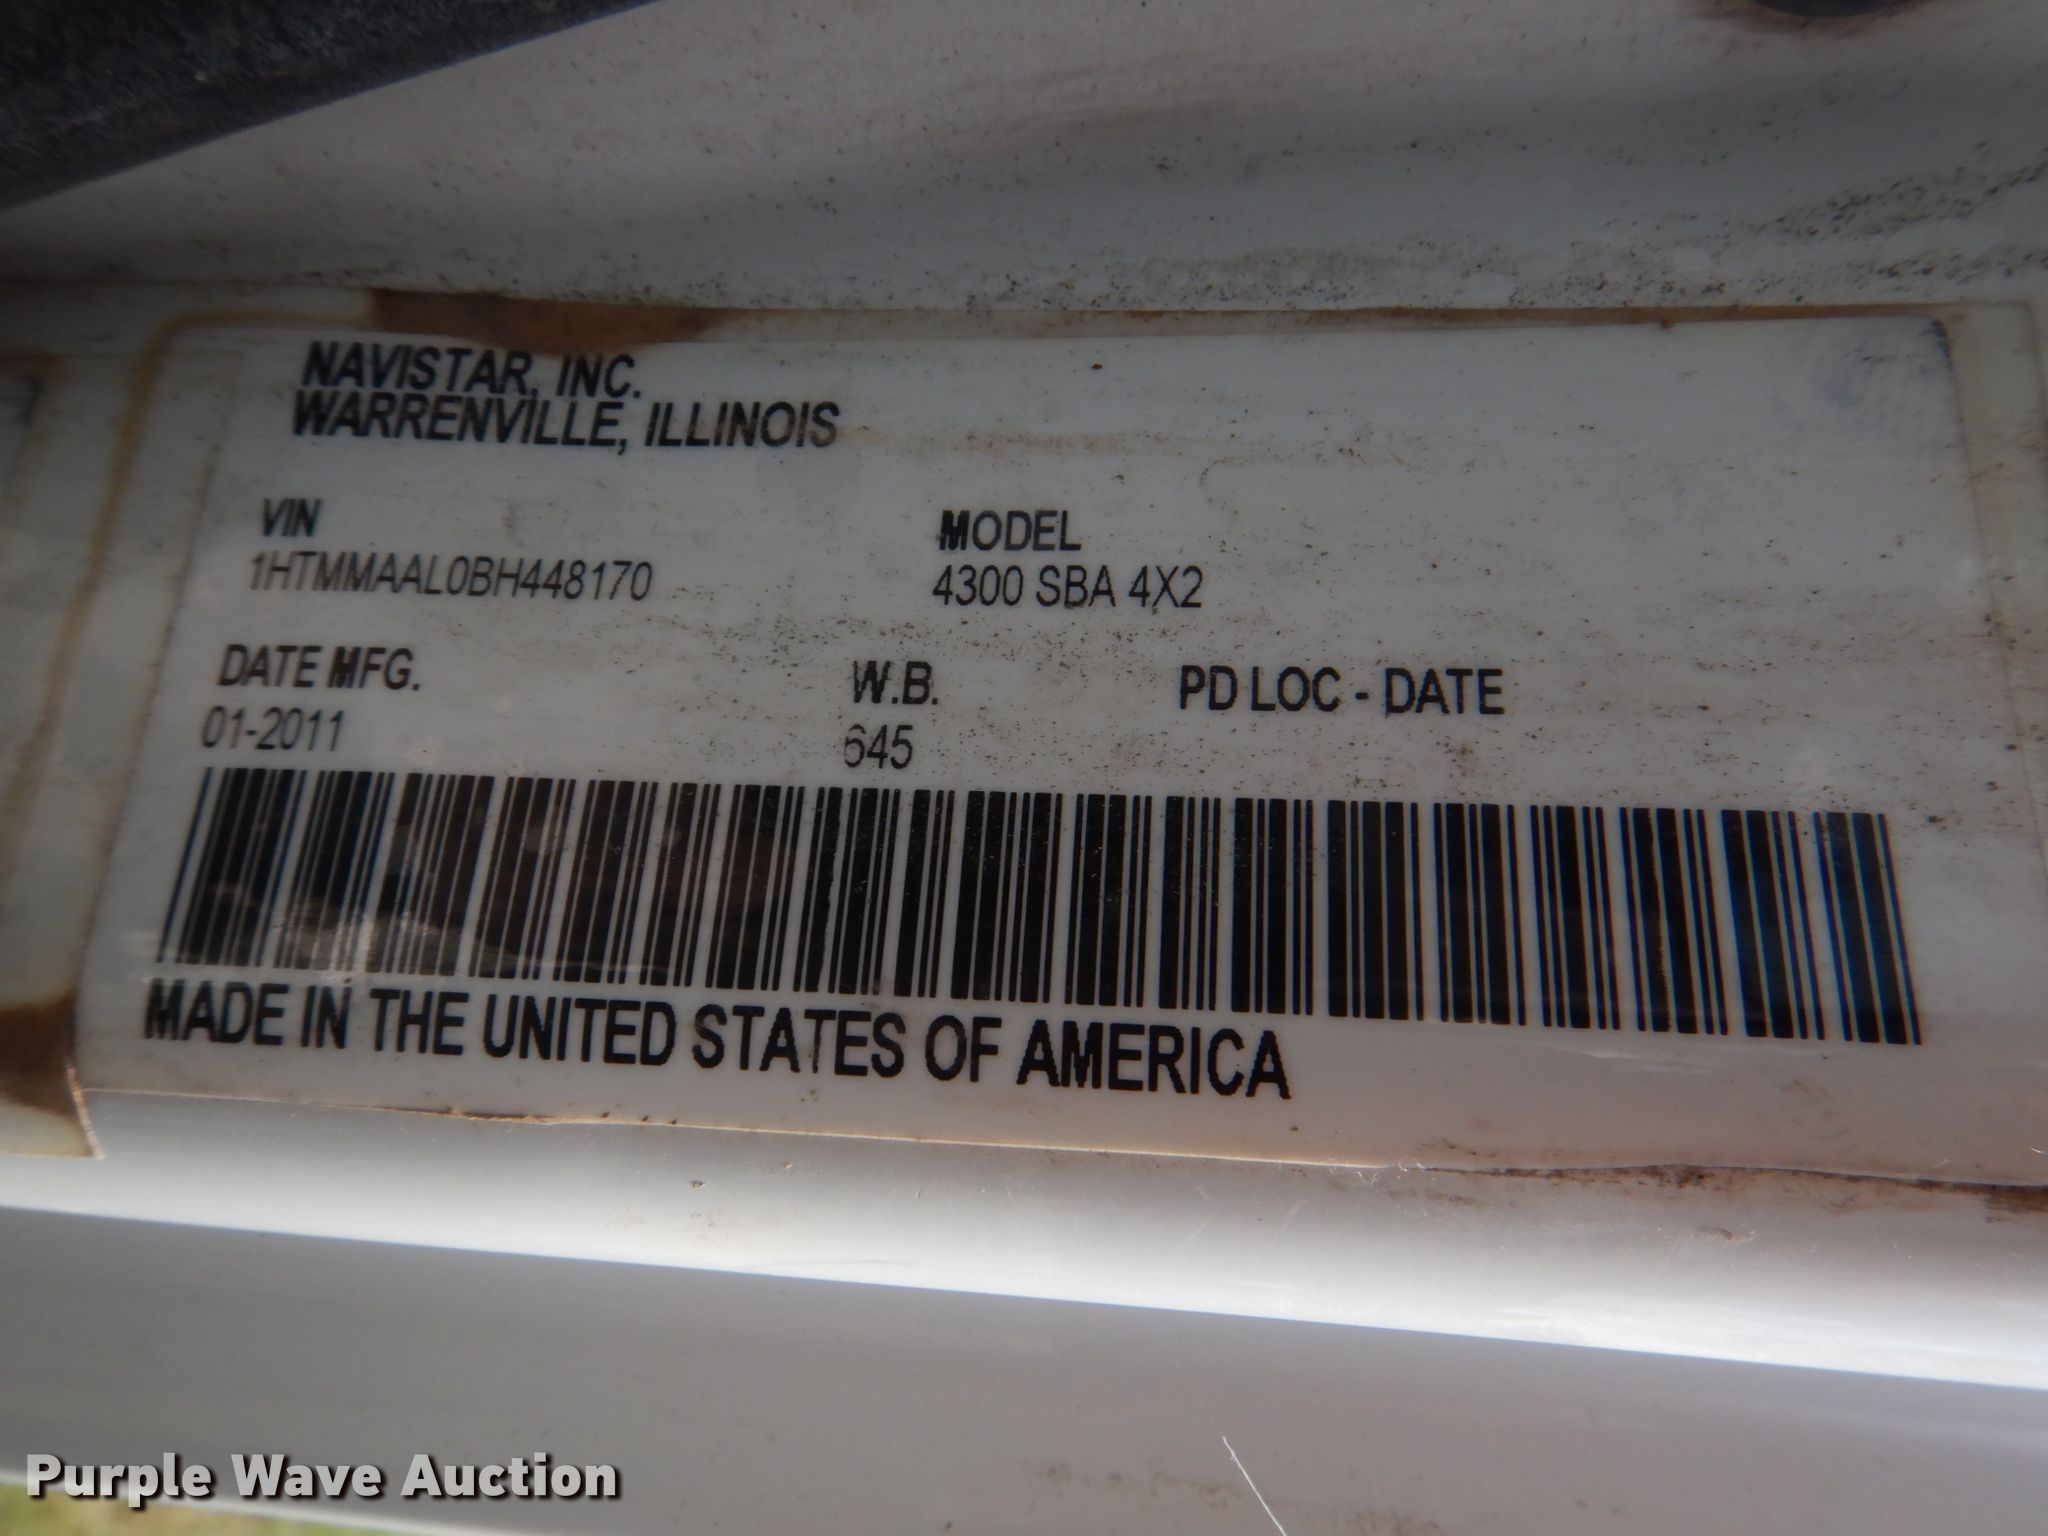 NAVISTAR, INC.
WARRENVILLE, ILLINOIS
VIN MODEL
1HTMMAAL0BH448170 4300 SBA 4X2
DATE MFG. W.B. PD LOC - DATE
01-2011 645
MADE IN THE UNITED STATES OF AMERICA
Purple Wave Auction